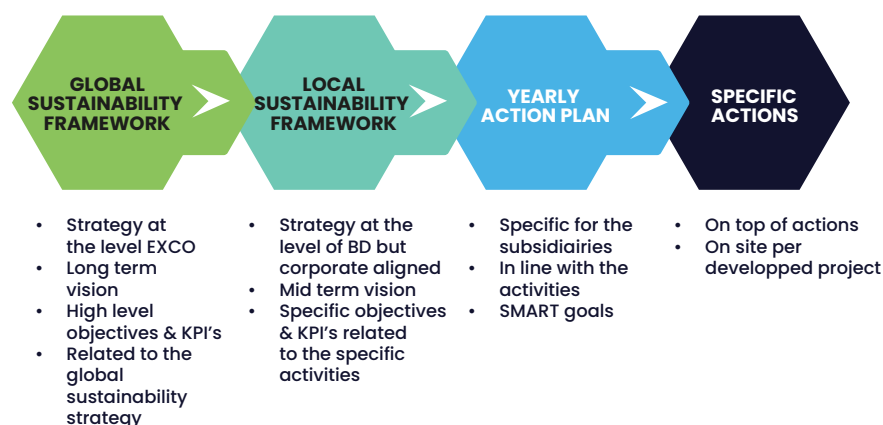 GLOBAL
SUSTAINABILITY
FRAMEWORK
LOCAL
SUSTAINABILITY
FRAMEWORK
YEARLY
ACTION PLAN
SPECIFIC
ACTIONS
• Strategy at
the level EXCO
• Long term
vision
• High level
objectives & KPI's
• Related to the
global
sustainability
strategy
• Strategy at the
level of BD but
corporate aligned
• Mid term vision
• Specific objectives
& KPI's related
to the specific
activities
• Specific for the
subsidiairies
• In line with the
activities
• SMART goals
• On top of actions
• On site per
developped project